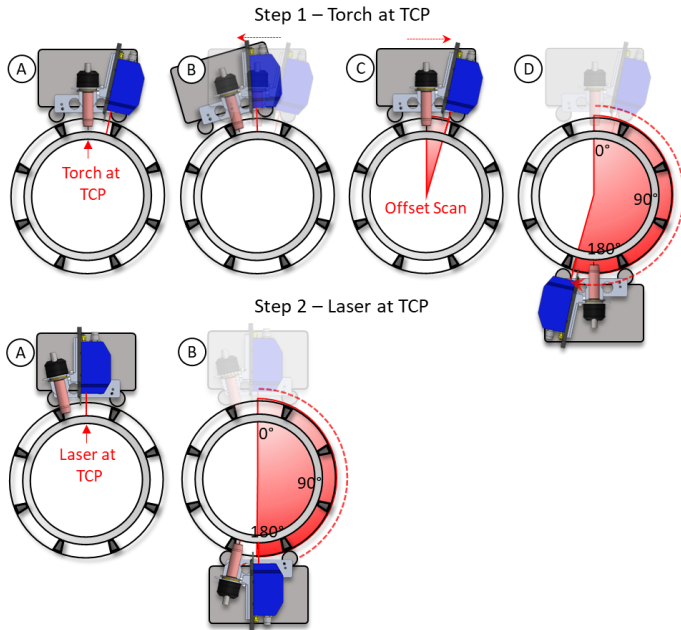 Step 1 – Torch at TCP
A
B
C
D
Torch at
TCP
Offset Scan
0°
90°
180°
Step 2 – Laser at TCP
A
B
Laser at
TCP
0°
90°
180°